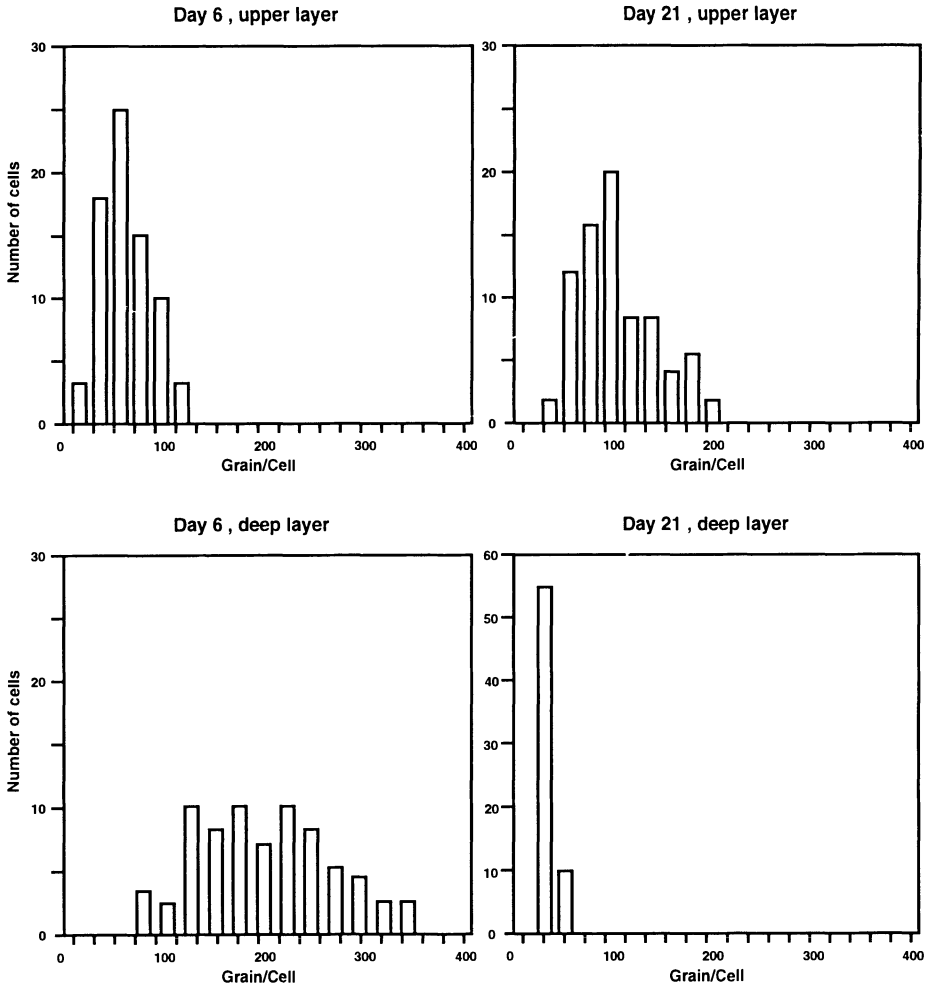 Day 6 , upper layer
30
20
10
0
Number of cells
0 100 200 300 400
Grain/Cell
Day 21 , upper layer
30
20
10
0
0 100 200 300 400
Grain/Cell
Day 6 , deep layer
30
20
10
0
Number of cells
0 100 200 300 400
Grain/Cell
Day 21 , deep layer
60
50
40
30
20
10
0
0 100 200 300 400
Grain/Cell